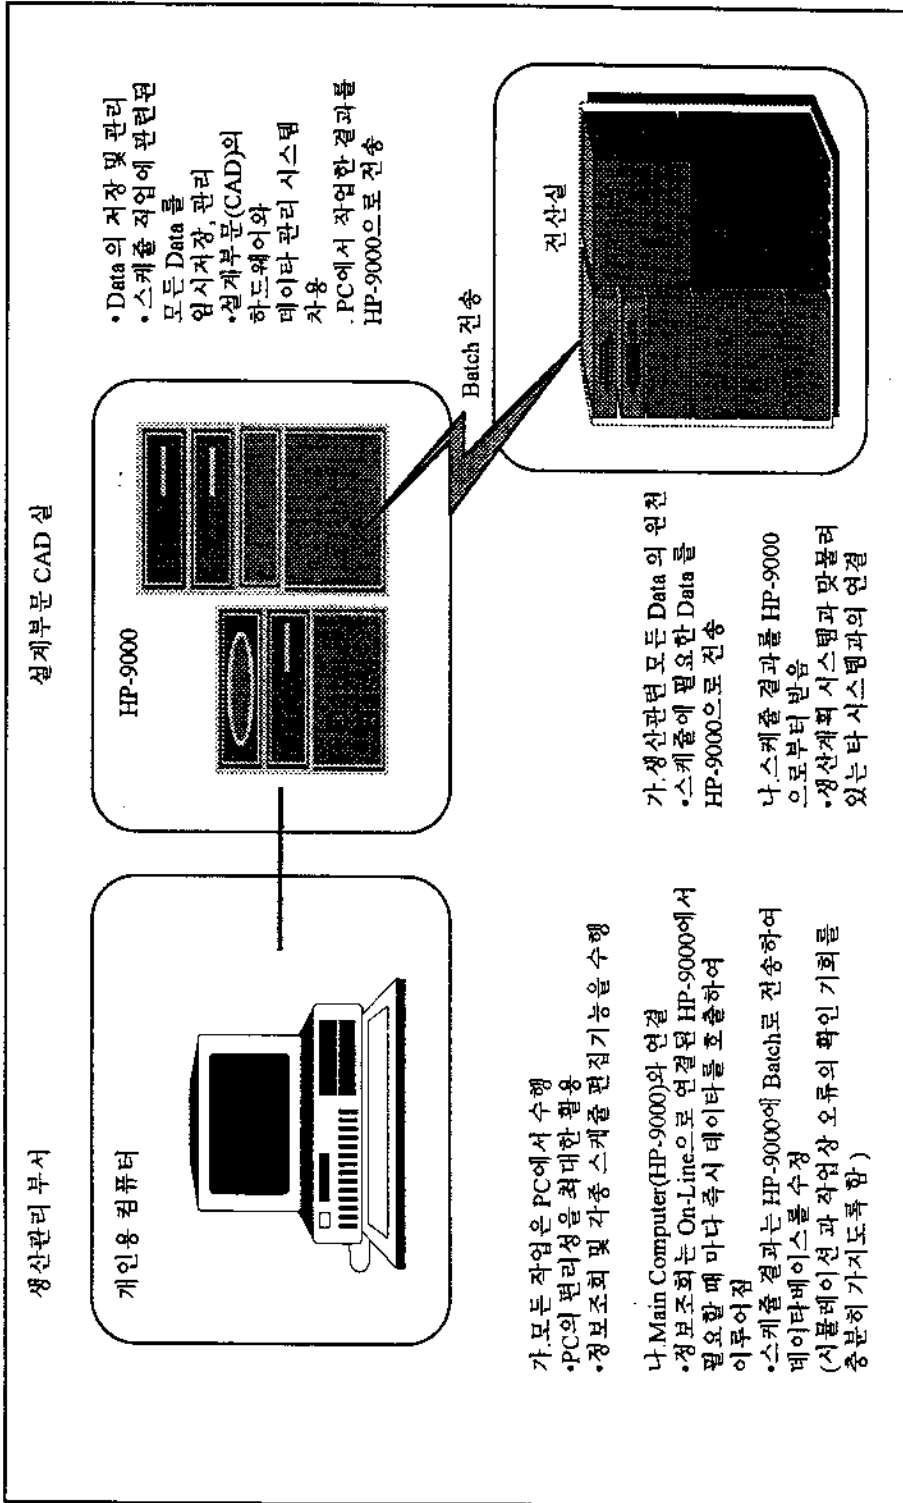 생산관리 부서
개인용 컴퓨터
가.모든 작업은 PC에서 수행
•PC의 편리성을 최대한 활용
•정보조회 및 각종 스케쥴 편집기능을 수행
나.Main Computer(HP-9000)와 연결
•정보조회는 On-Line으로 연결된 HP-9000에서
필요할 때 마다 즉시 데이타를 호출하여
이루어짐
•스케쥴 결과는 HP-9000에 Batch로 전송하여
데이타베이스를 수정
(시뮬레이션 과 작업상 오류의 확인 기회를
충분히 가지도록 함 )
설계부문 CAD 실
HP-9000
• Data 의 저장 및 관리
•스케쥴 작업에 관련된
모든 Data 를
임시저장, 관리
•설계부문(CAD)의
하드웨어와
데이타 관리 시스템
차용
. PC에서 작업한 결과를
HP-9000으로 전송
Batch 전송
전산실
가.생산관련 모든 Data 의 원천
•스케쥴에 필요한 Data 를
HP-9000으로 전송
나.스케쥴 결과를 HP-9000
으로부터 받음
•생산계획 시스템과 맞물려
있는 타 시스템과의 연결